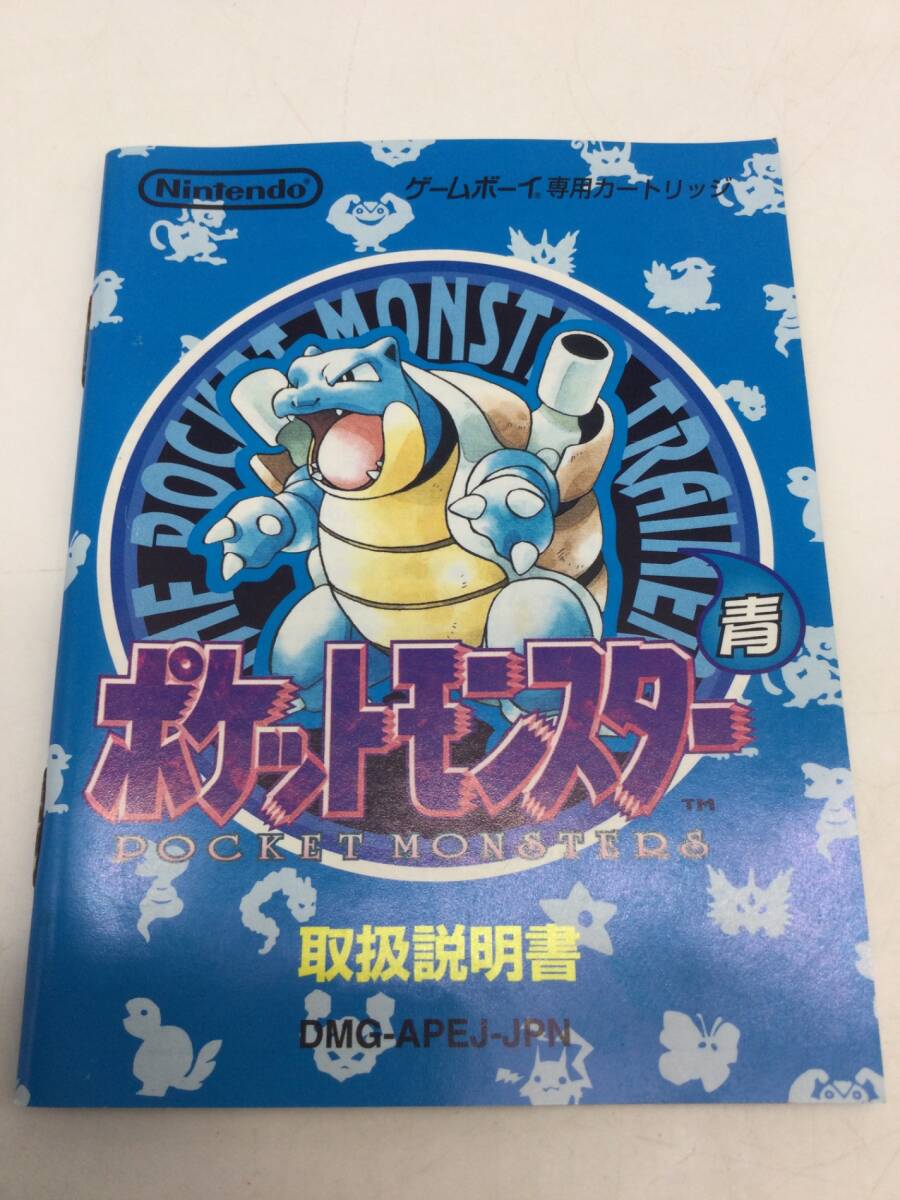 Nintendo®
ゲームボーイ®専用カートリッジ
OF POCKET MONSTER TRAINER
青
ポケットモンスター
TM
POCKET MONSTERS
取扱説明書
DMG-APEJ-JPN